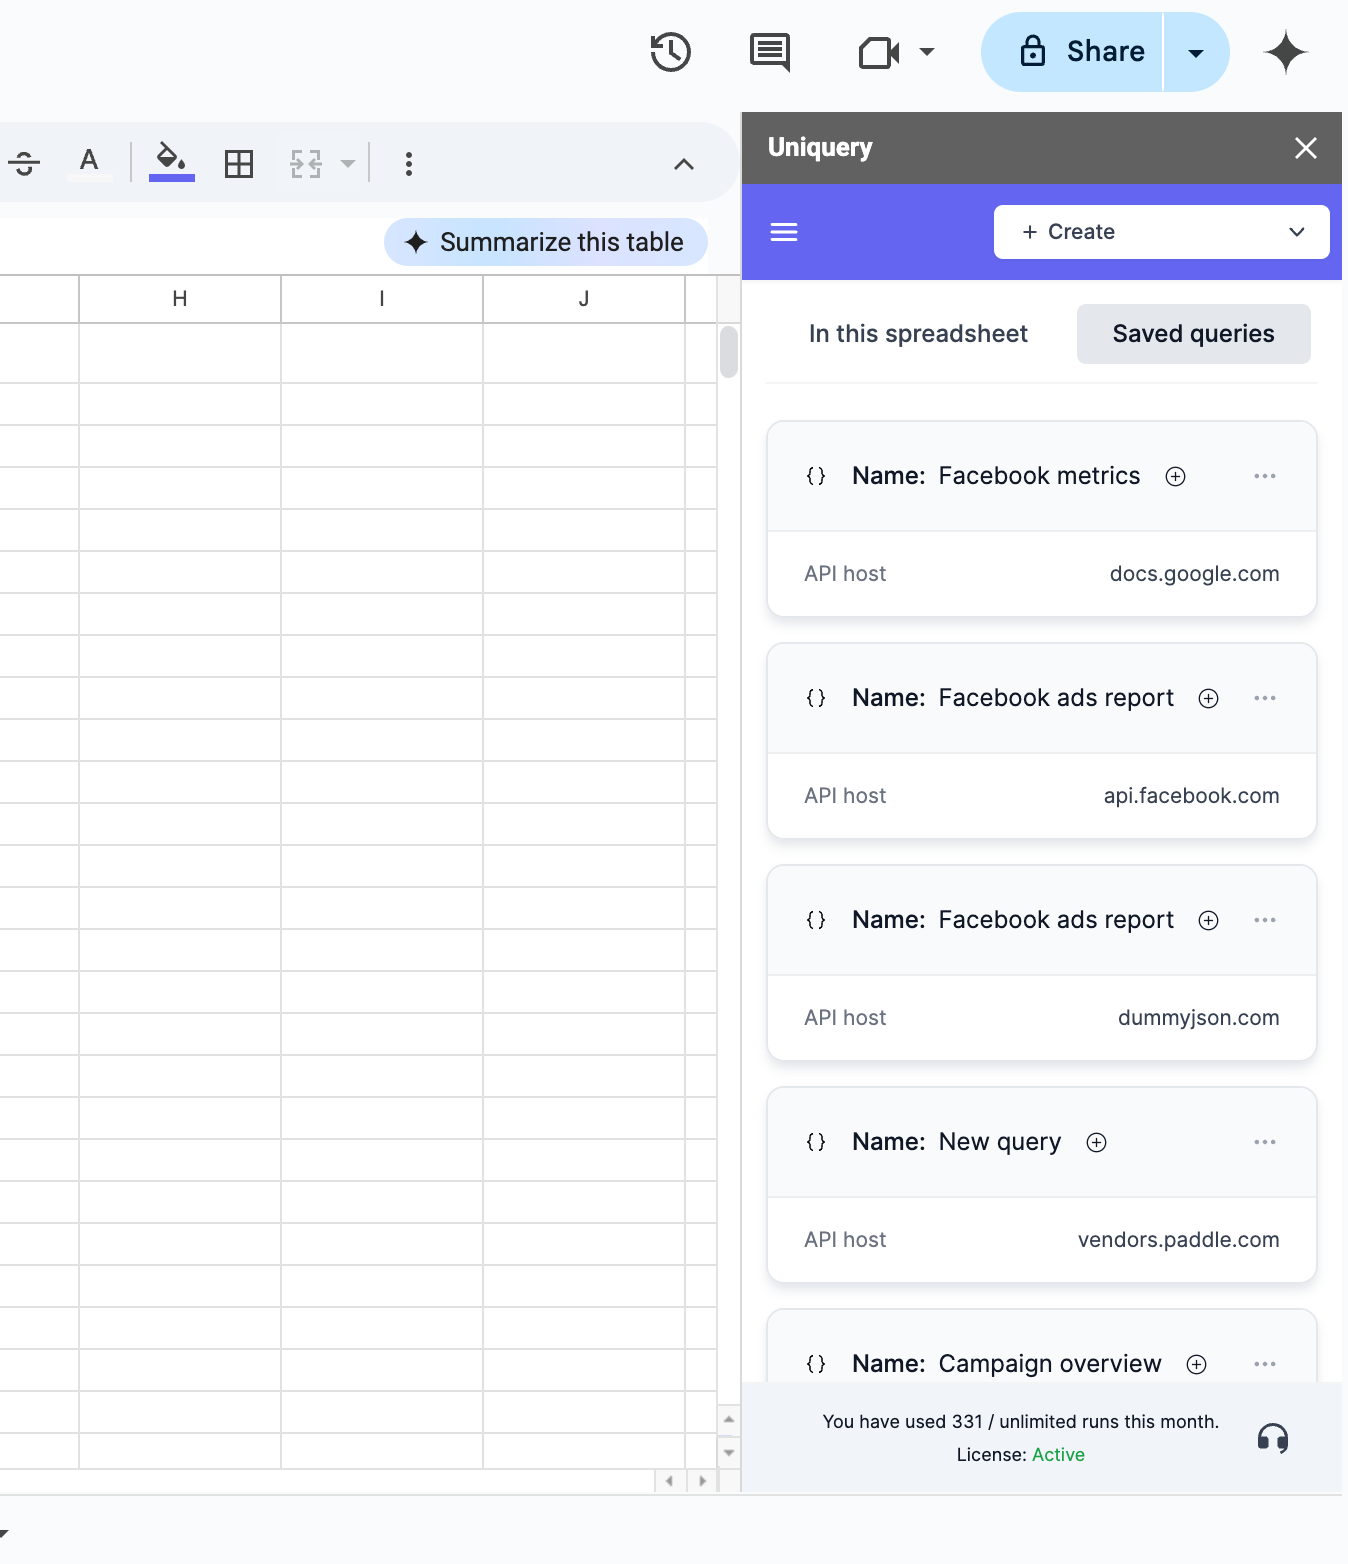 Share
A
Uniquery
+ Create
Summarize this table
H I J
In this spreadsheet Saved queries
{} Name: Facebook metrics
API host docs.google.com
{} Name: Facebook ads report
API host api.facebook.com
{} Name: Facebook ads report
API host dummyjson.com
{} Name: New query
API host vendors.paddle.com
{} Name: Campaign overview
You have used 331 / unlimited runs this month.
License: Active